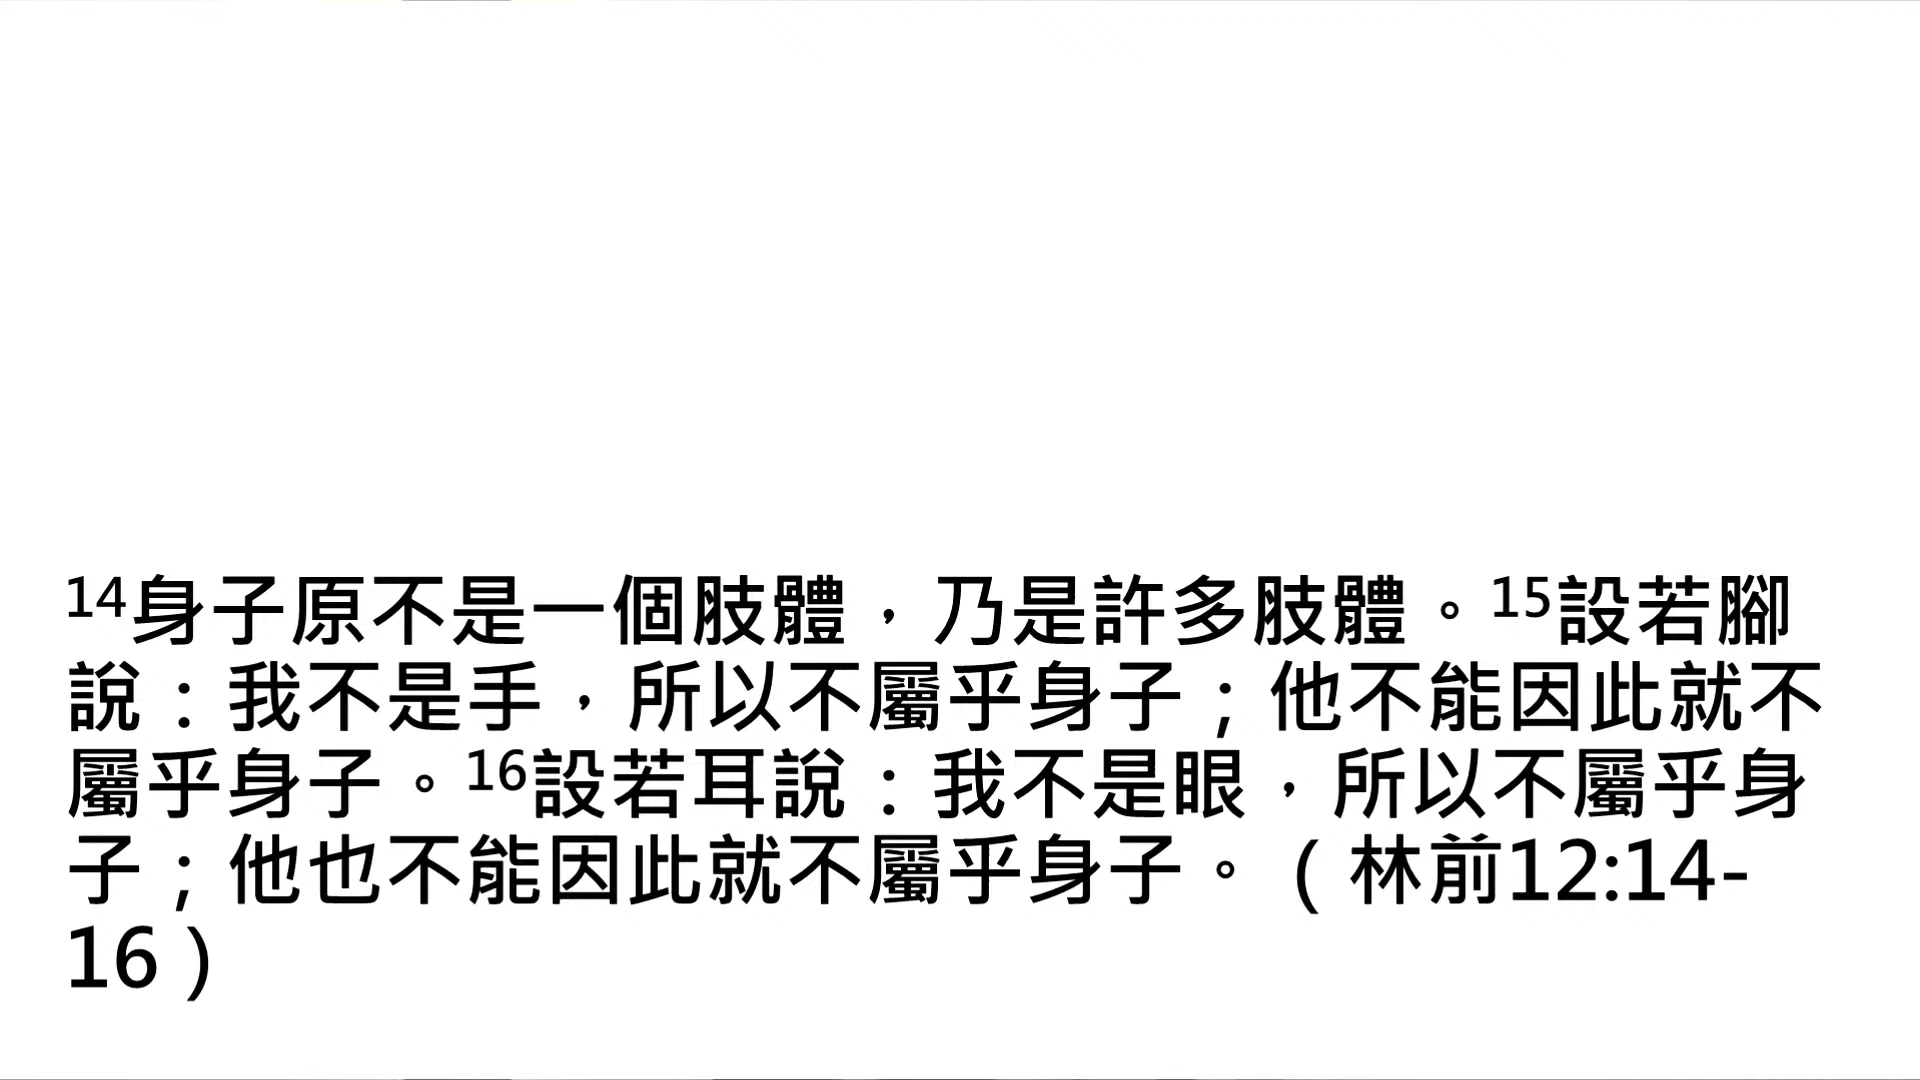 14身子原不是一個肢體，乃是許多肢體。15設若腳
說：我不是手，所以不屬乎身子；他不能因此就不
屬乎身子。16設若耳說：我不是眼，所以不屬乎身
子；他也不能因此就不屬乎身子。（林前12:14-
16）